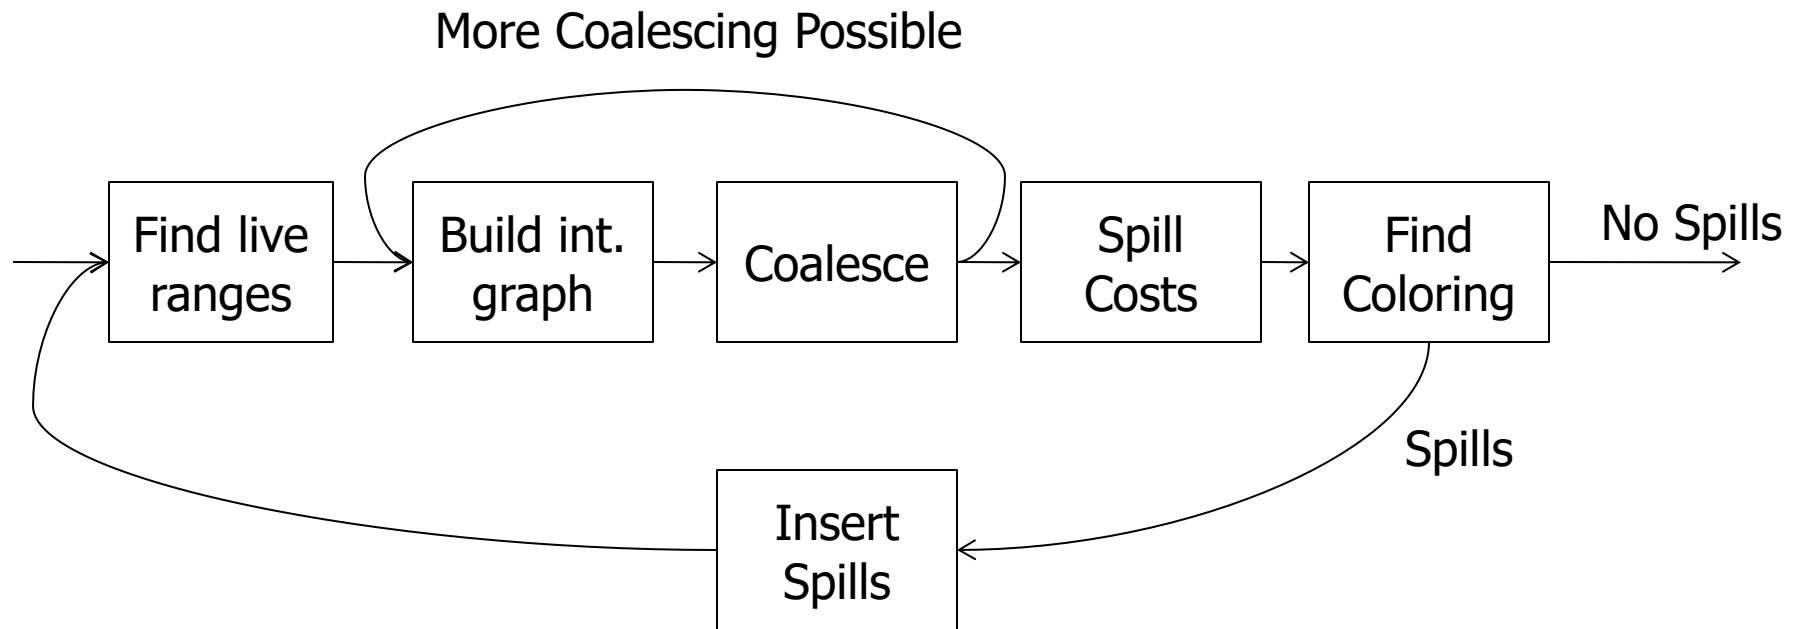 More Coalescing Possible
Find live
ranges
Build int.
graph
Coalesce
Spill
Costs
Find
Coloring
No Spills
Spills
Insert
Spills